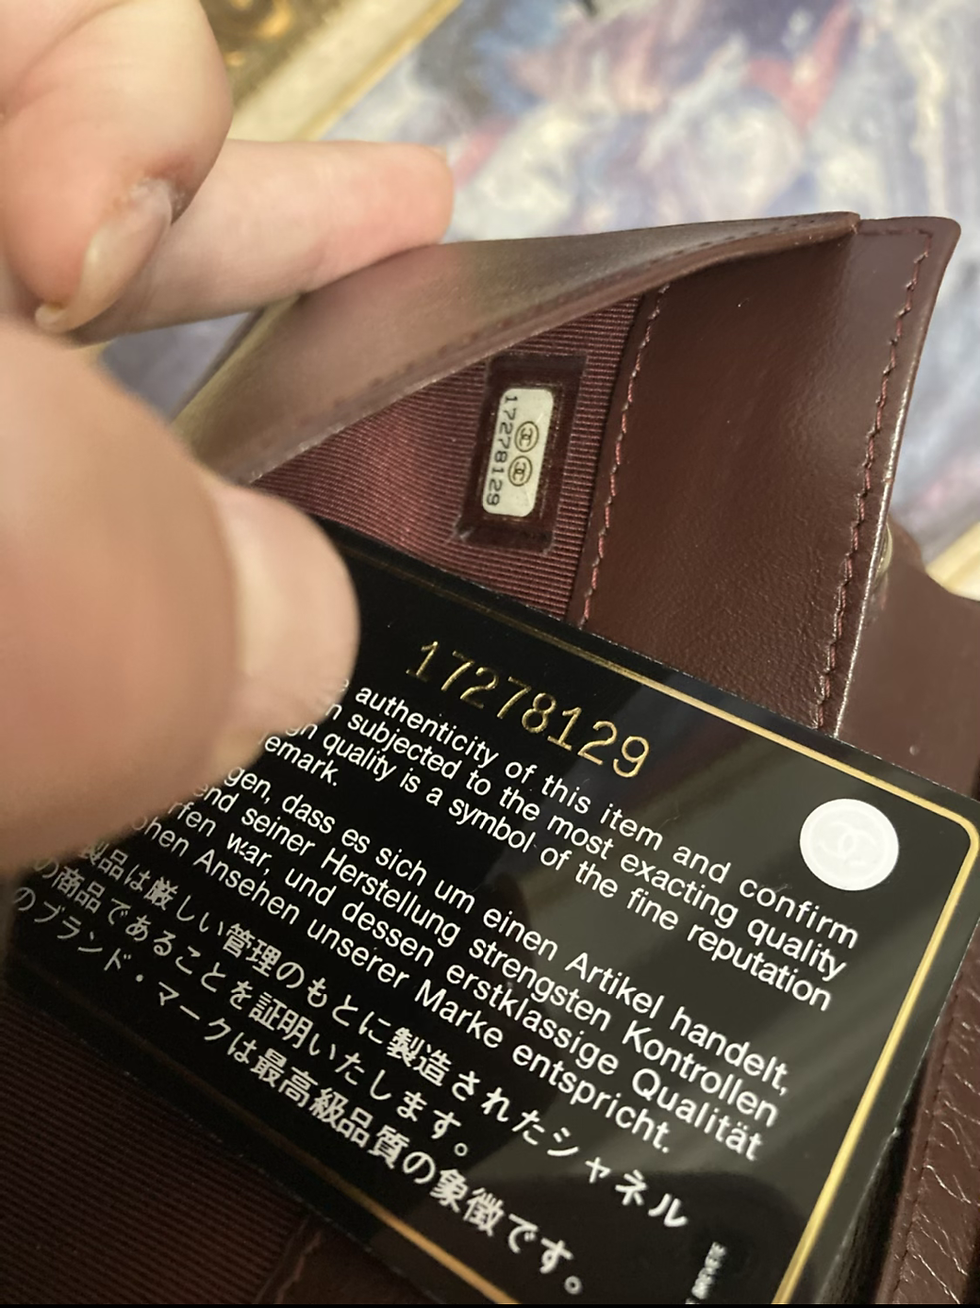 17278129
17278129
authenticity of this item and confirm
subjected to the most exacting quality
quality is a symbol of the fine reputation
dass es sich um einen Artikel handelt,
seiner Herstellung strengsten Kontrollen
war, und dessen erstklassige Qualität
Ansehen unserer Marke entspricht.
製品は厳しい管理のもとに製造されたシャネル
の商品であることを証明いたします。
のブランド・マークは最高級品質の象徴です。